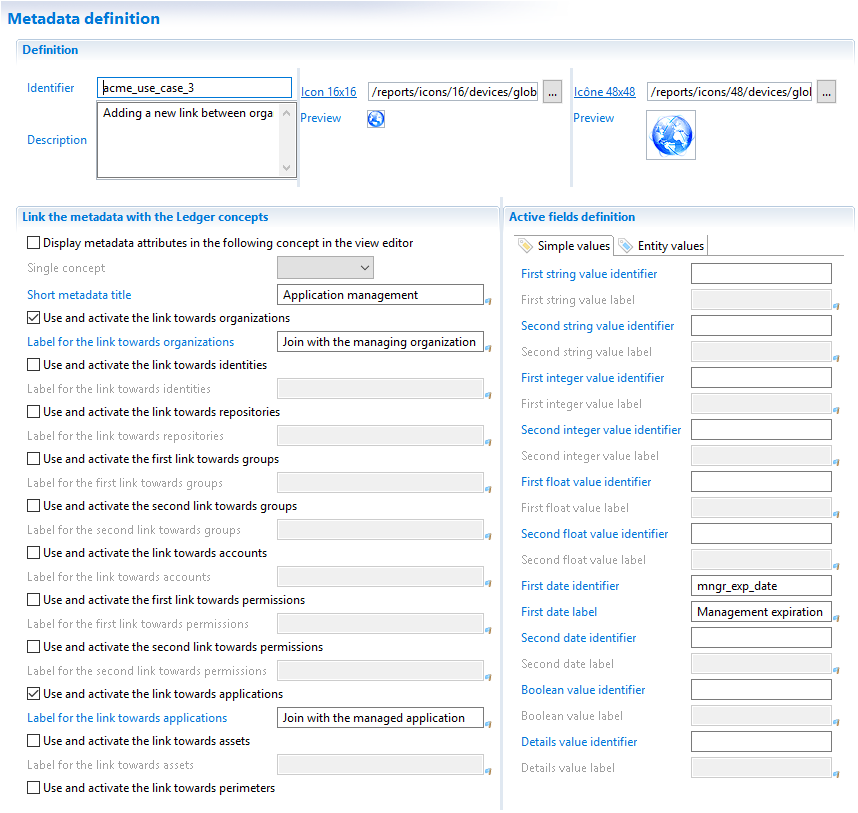 Metadata definition
Definition
Identifier
acme_use_case_3
Description
Adding a new link between orga
Icon 16x16
/reports/icons/16/devices/glob
...
Preview
Icône 48x48
/reports/icons/48/devices/glol
...
Preview
Link the metadata with the Ledger concepts
Display metadata attributes in the following concept in the view editor
Single concept
Short metadata title
Application management
Use and activate the link towards organizations
Label for the link towards organizations
Join with the managing organization
Use and activate the link towards identities
Label for the link towards identities
Use and activate the link towards repositories
Label for the link towards repositories
Use and activate the first link towards groups
Label for the first link towards groups
Use and activate the second link towards groups
Label for the second link towards groups
Use and activate the link towards accounts
Label for the link towards accounts
Use and activate the first link towards permissions
Label for the first link towards permissions
Use and activate the second link towards permissions
Label for the second link towards permissions
Use and activate the link towards applications
Label for the link towards applications
Join with the managed application
Use and activate the link towards assets
Label for the link towards assets
Use and activate the link towards perimeters
Active fields definition
Simple values
Entity values
First string value identifier
First string value label
Second string value identifier
Second string value label
First integer value identifier
First integer value label
Second integer value identifier
Second integer value label
First float value identifier
First float value label
Second float value identifier
Second float value label
First date identifier
mngr_exp_date
First date label
Management expiration
Second date identifier
Second date label
Boolean value identifier
Boolean value label
Details value identifier
Details value label